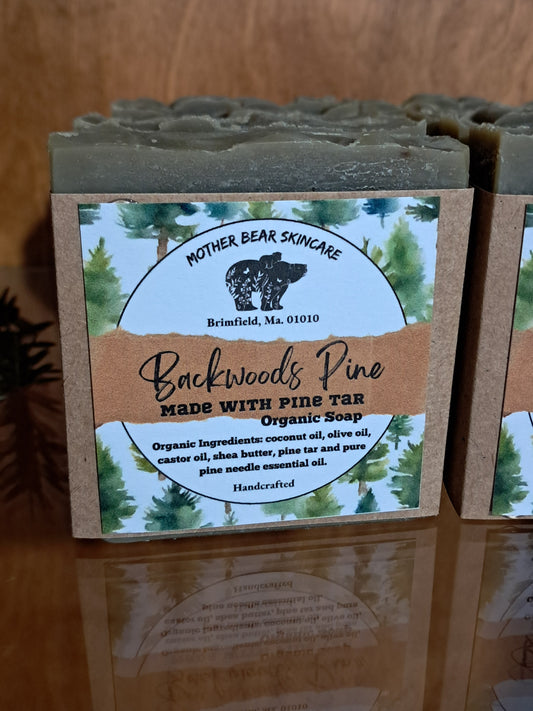 MOTHER BEAR SKINCARE
Brimfield, Ma. 01010
Backwoods Pine
MADE WITH PINE TAR
Organic Soap
Organic Ingredients: coconut oil, olive oil,
castor oil, shea butter, pine tar and pure
pine needle essential oil.
Handcrafted